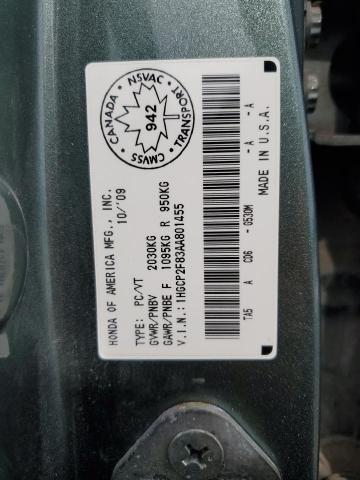 HONDA OF AMERICA MFG., INC.
10/'09
TYPE: PC/VT
GVWR/PNBV 2030KG
GAWR/PNBE F 1095KG R 950KG
V.I.N.: 1HGCP2F83AA801455
CANADA
NSVAC
TRANSPORT
CMVSS
942
TA5 A C06 -0530M -A -A
MADE IN U.S.A.